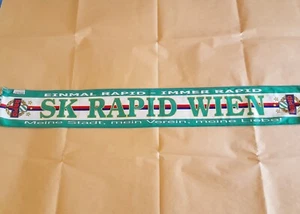 EINMAL RAPID - IMMER RAPID
SK RAPID WIEN
Meine Stadt, mein Verein, meine Liebe!